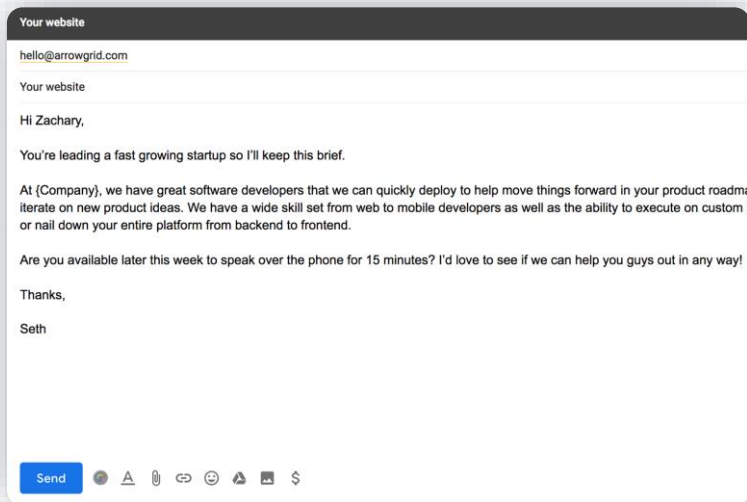 Your website
hello@arrowgrid.com
Your website
Hi Zachary,
You're leading a fast growing startup so I'll keep this brief.
At {Company}, we have great software developers that we can quickly deploy to help move things forward in your product
iterate on new product ideas. We have a wide skill set from web to mobile developers as well as the ability to execute on custom
or nail down your entire platform from backend to frontend.
Are you available later this week to speak over the phone for 15 minutes? I'd love to see if we can help you guys out in any way!
Thanks,
Seth
Send